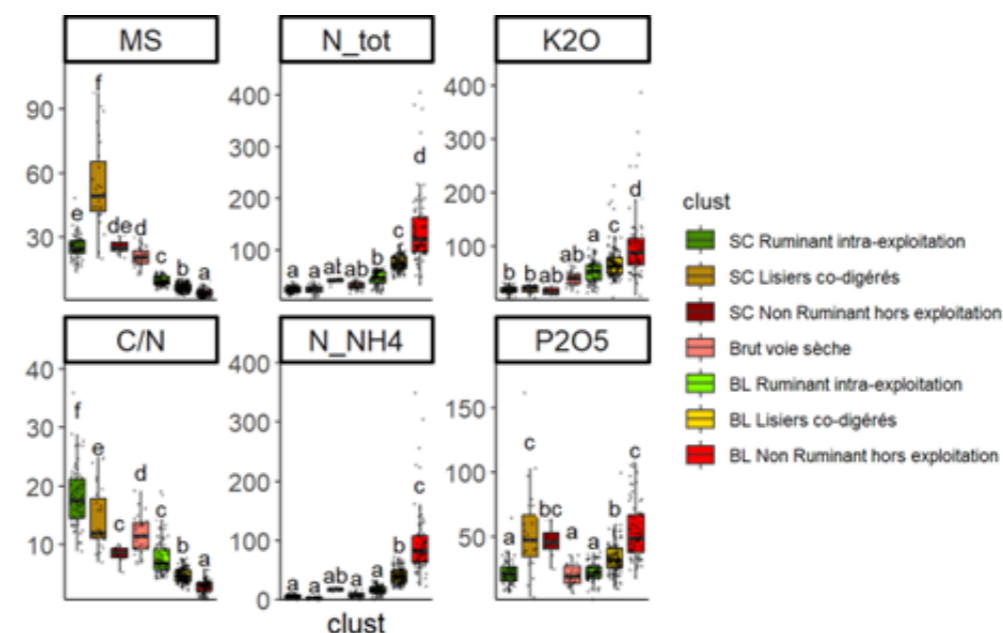 MS N_tot K2O
90
60
30
f
e
de
d
c
b
a
400
300
200
100
a
a
ab
ab
b
c
d
400
300
200
100
b
b
ab
ab
a
c
d
C/N N_NH4 P2O5
40
30
20
10
f
e
c
d
c
b
a
400
300
200
100
0
a
a
ab
a
a
b
c
150
100
50
a
c
bc
a
a
b
c
clust
clust
SC Ruminant intra-exploitation
SC Lisiers co-digérés
SC Non Ruminant hors exploitation
Brut voie sèche
BL Ruminant intra-exploitation
BL Lisiers co-digérés
BL Non Ruminant hors exploitation